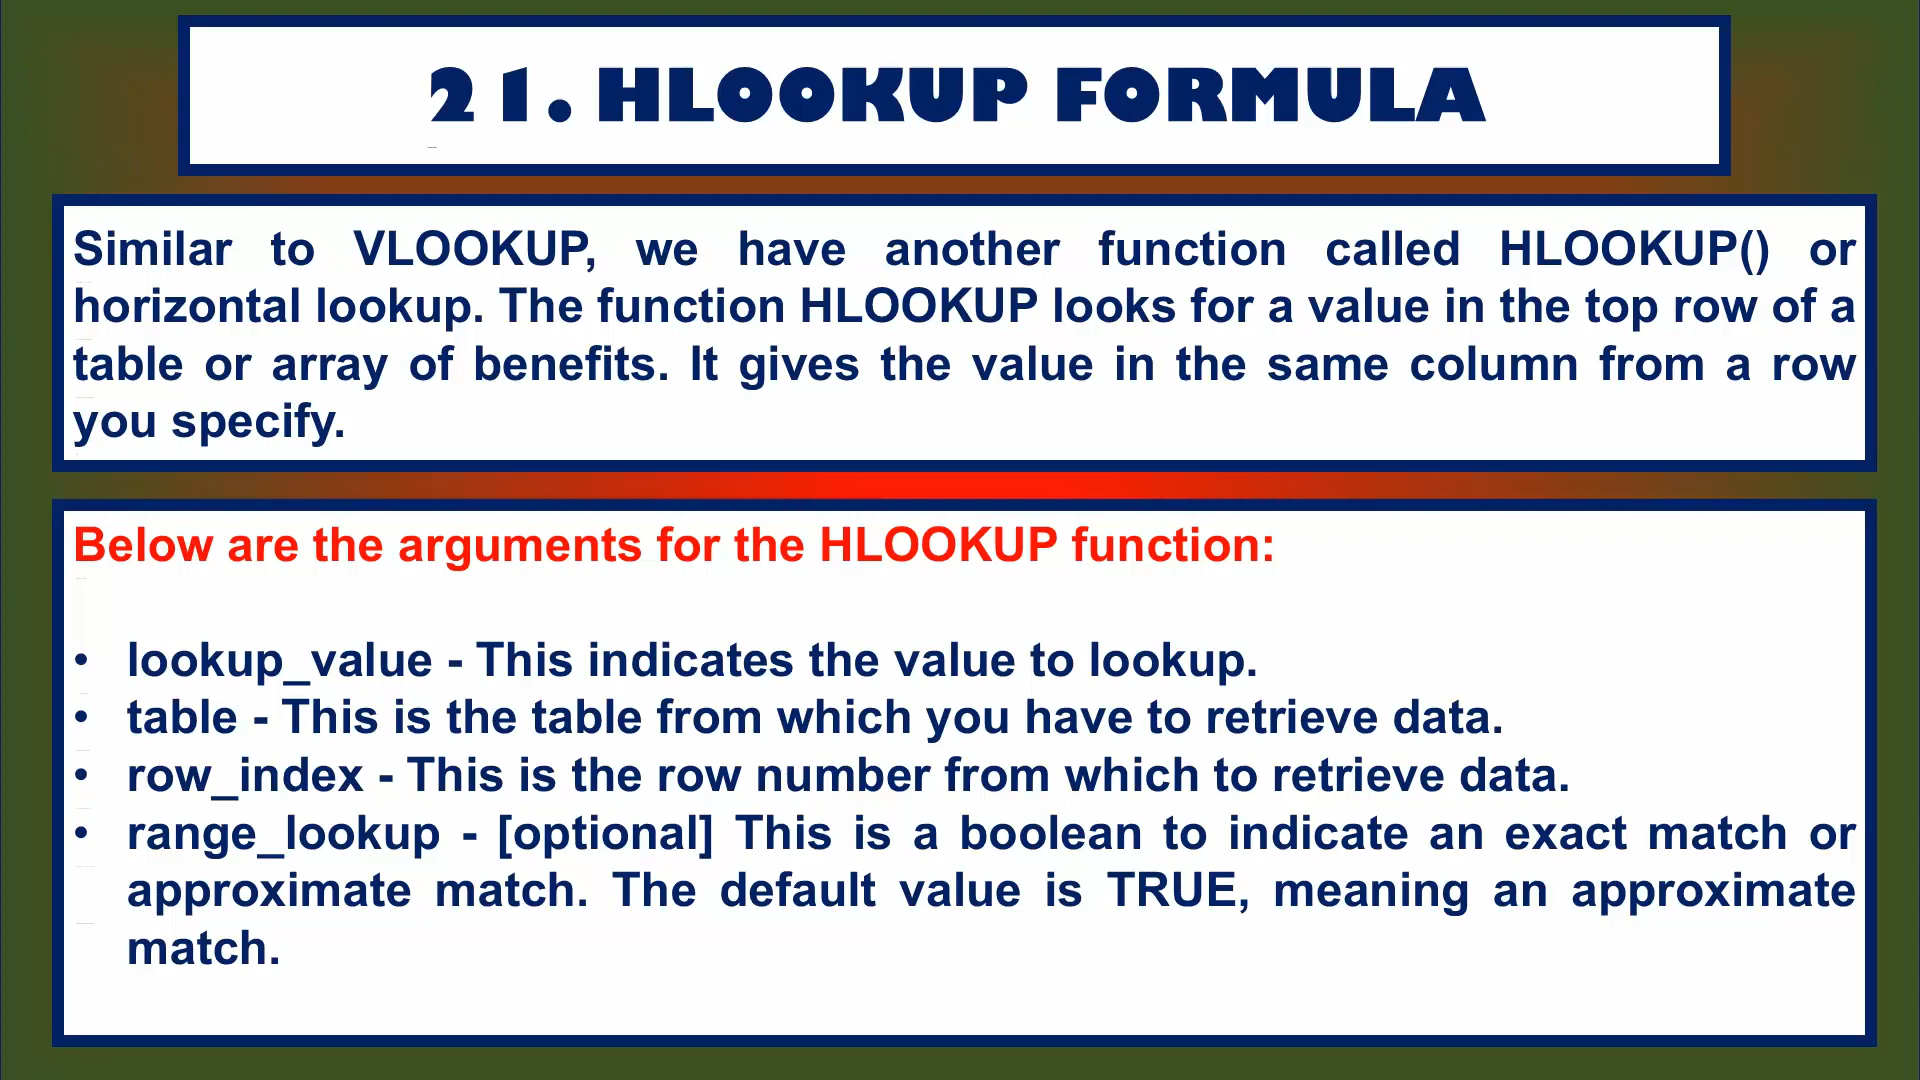 21. HLOOKUP FORMULA
Similar to VLOOKUP, we have another function called HLOOKUP() or
horizontal lookup. The function HLOOKUP looks for a value in the top row of a
table or array of benefits. It gives the value in the same column from a row
you specify.
Below are the arguments for the HLOOKUP function:
• lookup_value - This indicates the value to lookup.
• table - This is the table from which you have to retrieve data.
• row_index - This is the row number from which to retrieve data.
• range_lookup - [optional] This is a boolean to indicate an exact match or
approximate match. The default value is TRUE, meaning an approximate
match.